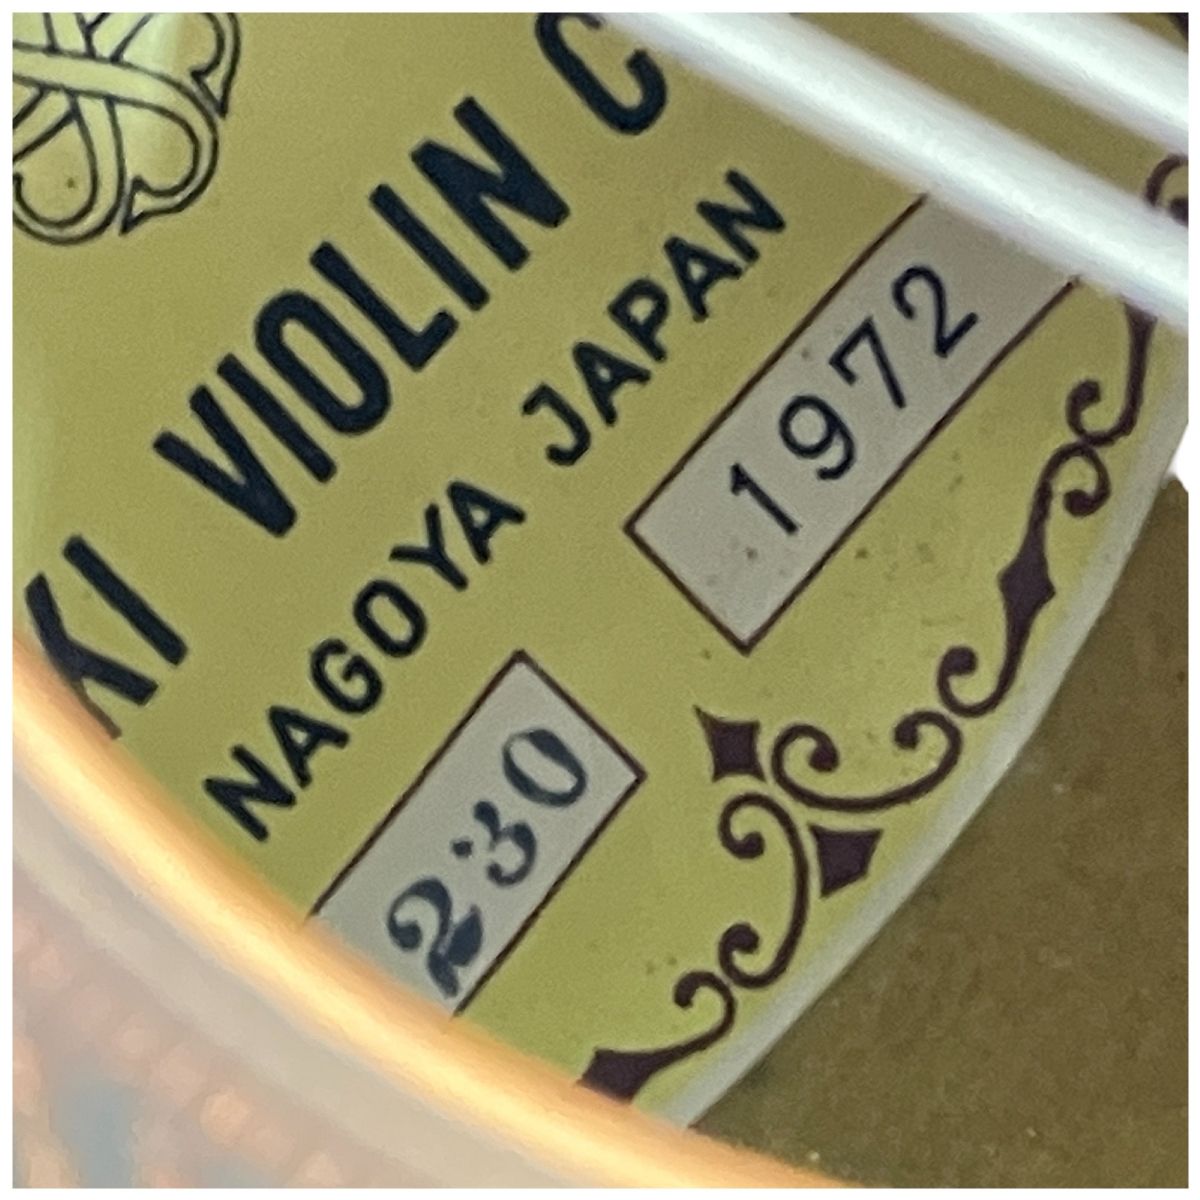 KI VIOLIN C
NAGOYA JAPAN
230
1972